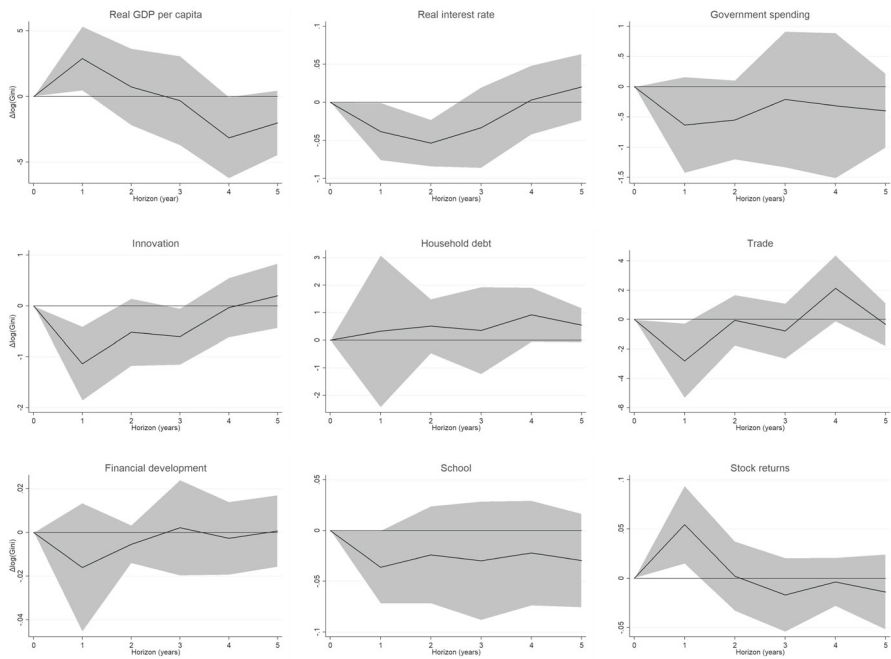 Real GDP per capita
Δlog(Gini)
5
0
-5
0 1 2 3 4 5
Horizon (year)
Real interest rate
.05
0
-.05
-.1
0 1 2 3 4 5
Horizon (year)
Government spending
1
.5
0
-.5
-1
-1.5
0 1 2 3 4 5
Horizon (year)
Innovation
Δlog(Gini)
1
0
-1
-2
0 1 2 3 4 5
Horizon (years)
Household debt
3
2
1
0
-1
-2
0 1 2 3 4 5
Horizon (years)
Trade
4
2
0
-2
-4
-6
0 1 2 3 4 5
Horizon (years)
Financial development
Δlog(Gini)
.02
0
-.02
-.04
0 1 2 3 4 5
Horizon (years)
School
.05
0
-.05
-.1
0 1 2 3 4 5
Horizon (years)
Stock returns
.1
.05
0
-.05
0 1 2 3 4 5
Horizon (years)